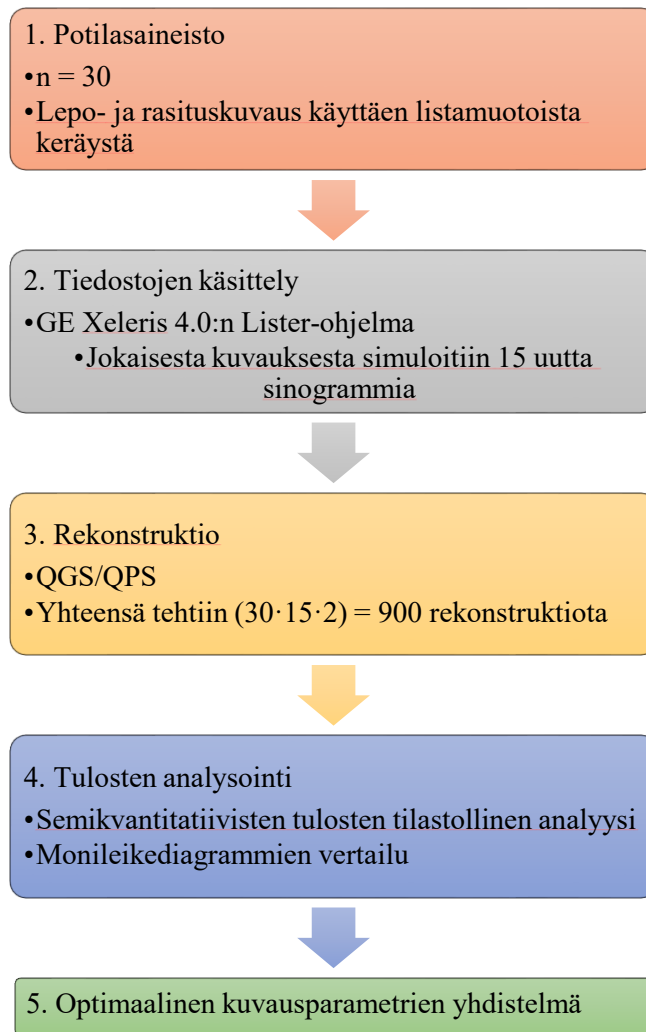 1. Potilasaineisto
•n = 30
•Lepo- ja rasituskuvaus käyttäen listamuotoista
keräystä
2. Tiedostojen käsittely
•GE Xeleris 4.0:n Lister-ohjelma
•Jokaisesta kuvauksesta simuloitiin 15 uutta
sinogrammia
3. Rekonstruktio
•QGS/QPS
•Yhteensä tehtiin (30·15·2) = 900 rekonstruktiota
4. Tulosten analysointi
•Semikvantitatiivisten tulosten tilastollinen analyysi
•Monileikediagrammien vertailu
5. Optimaalinen kuvausparametrien yhdistelmä